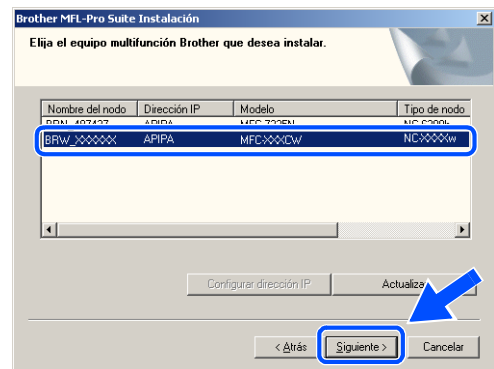 Brother MFL-Pro Suite Instalación
Elija el equipo multifunción Brother que desea instalar.
Nombre del nodo Dirección IP Modelo Tipo de nodo
APIPA
BRW_XXXXXX APIPA MFC-XXXCW NC-XXXXw
Configurar dirección IP
< Atrás Siguiente > Cancelar